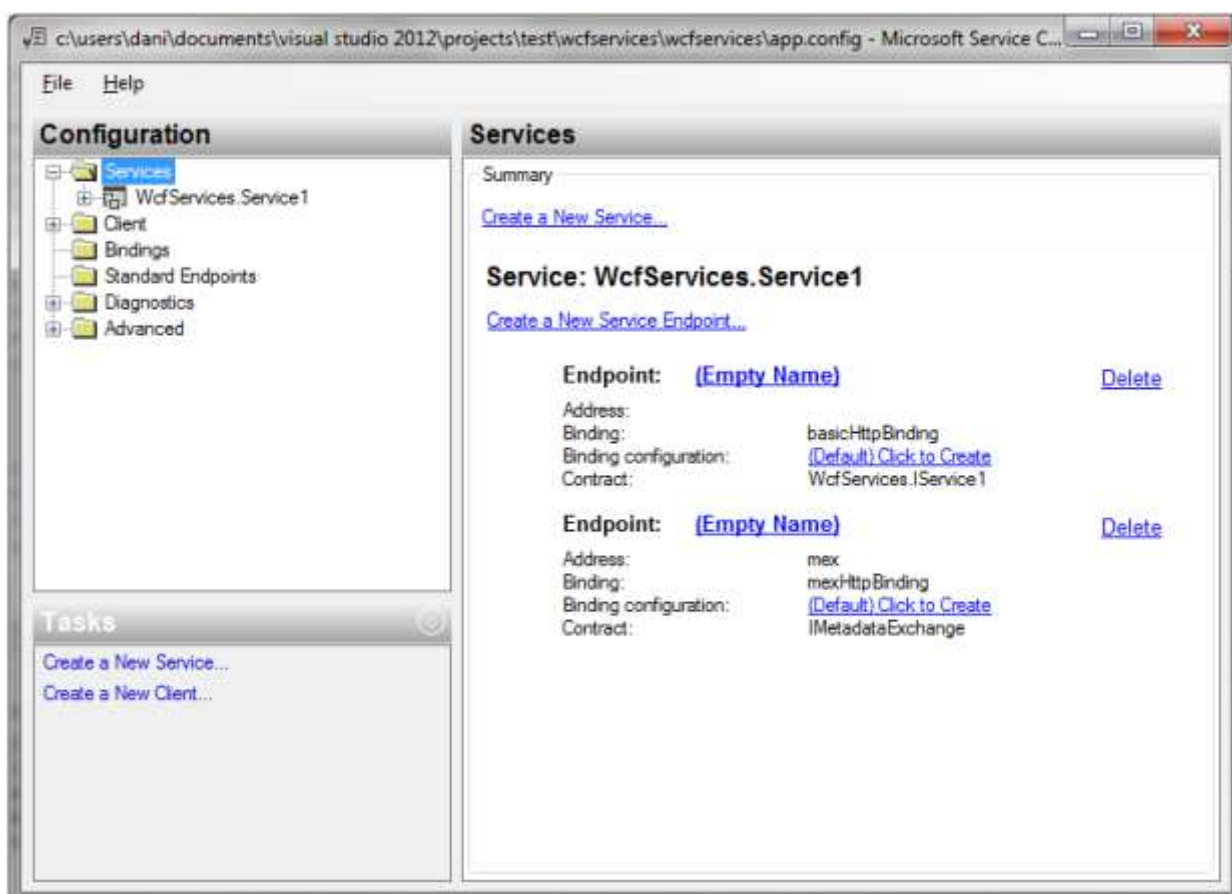 c:\users\dani\documents\visual studio 2012\projects\test\wcfservices\wcfservices\app.config - Microsoft Service C...
File Help
Configuration
Services
WcfServices.Service1
Client
Bindings
Standard Endpoints
Diagnostics
Advanced
Tasks
Create a New Service...
Create a New Client...
Services
Summary
Create a New Service...
Service: WcfServices.Service1
Create a New Service Endpoint...
Endpoint: (Empty Name) Delete
Address:
Binding: basicHttpBinding
Binding configuration: (Default) Click to Create
Contract: WcfServices.IService1
Endpoint: (Empty Name) Delete
Address: mex
Binding: mexHttpBinding
Binding configuration: (Default) Click to Create
Contract: IMetadataExchange